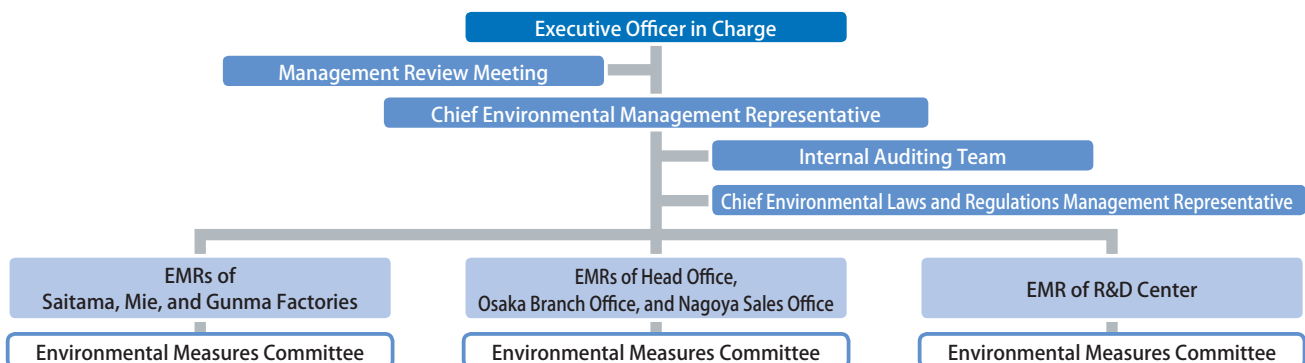 Executive Officer in Charge
Management Review Meeting
Chief Environmental Management Representative
Internal Auditing Team
Chief Environmental Laws and Regulations Management Representative
EMRs of
Saitama, Mie, and Gunma Factories
EMRs of Head Office,
Osaka Branch Office, and Nagoya Sales Office
EMR of R&D Center
Environmental Measures Committee
Environmental Measures Committee
Environmental Measures Committee